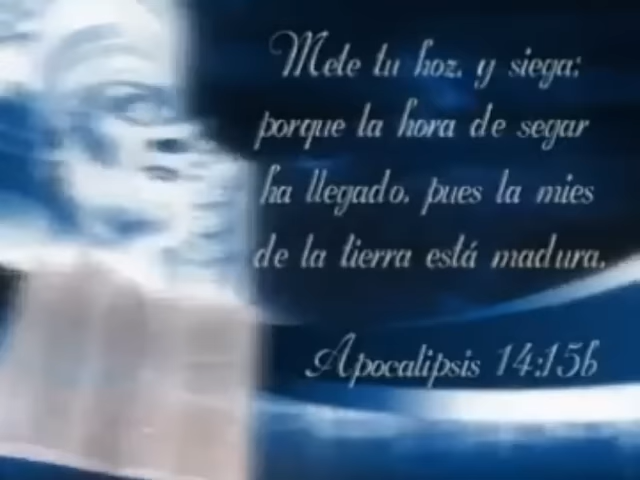 Mete tu hoz, y siega;
porque la hora de segar
ha llegado, pues la mies
de la tierra está madura.
Apocalipsis 14:15b